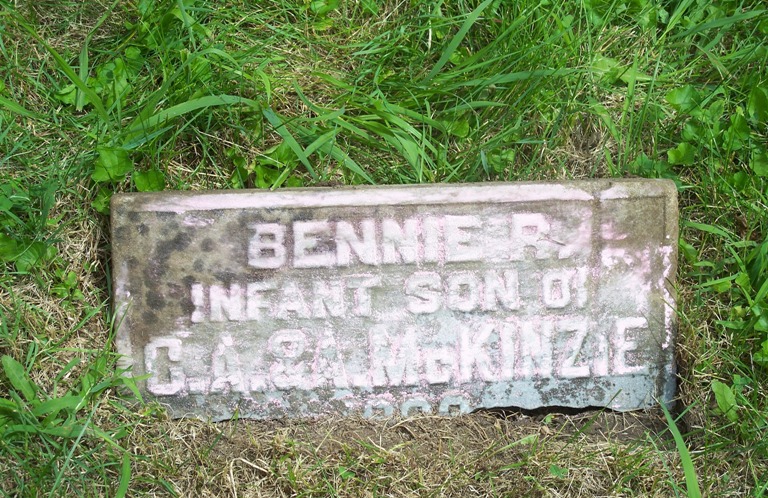 BENNIE R.
INFANT SON OF
C. A. & A. McKINZIE